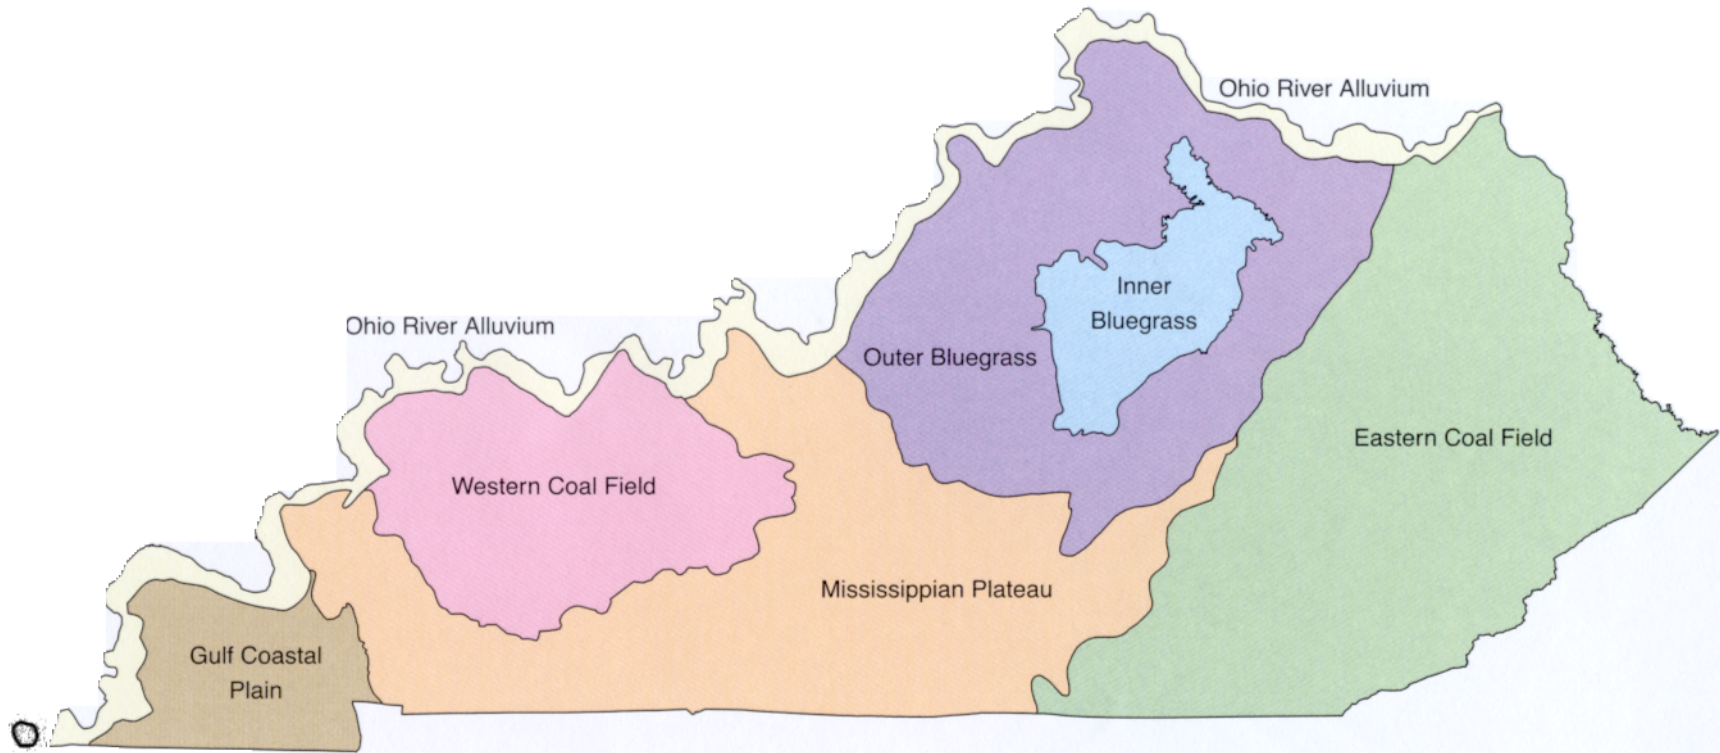 Ohio River Alluvium
Ohio River Alluvium
Inner
Bluegrass
Outer Bluegrass
Eastern Coal Field
Western Coal Field
Mississippian Plateau
Gulf Coastal
Plain